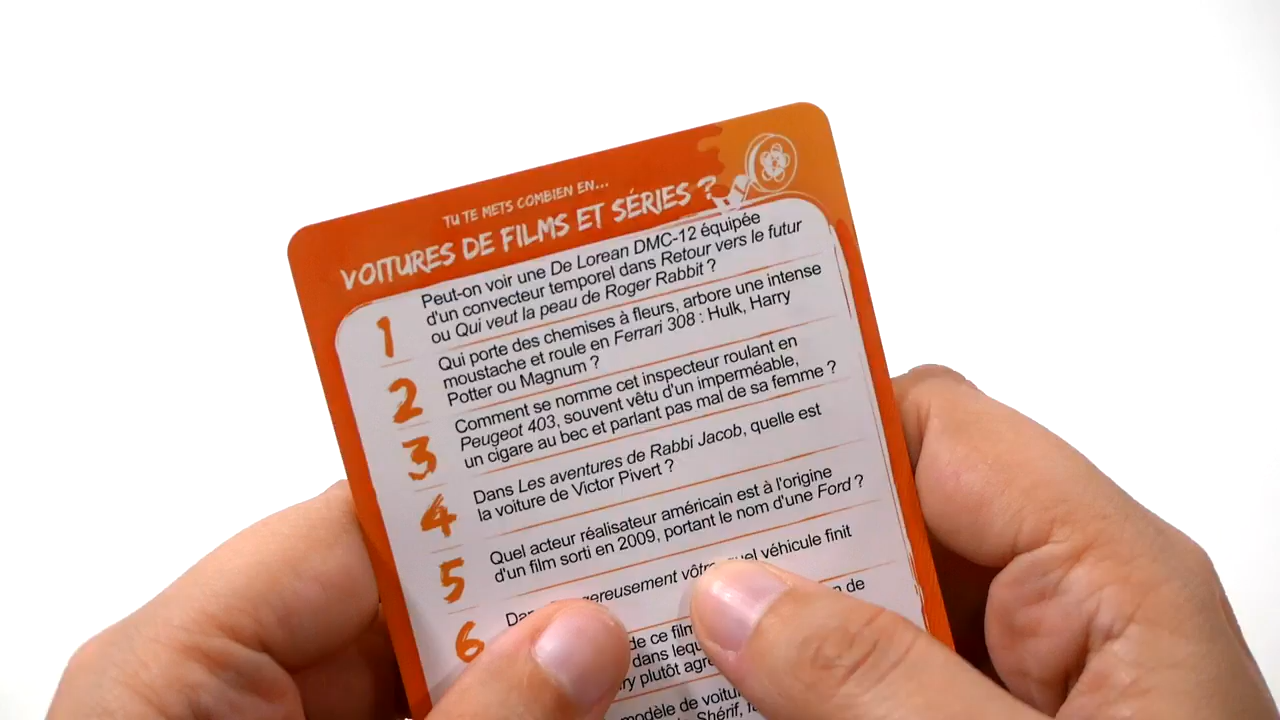 TU TE METS COMBIEN EN...
VOITURES DE FILMS ET SÉRIES ?
1
Peut-on voir une De Lorean DMC-12 équipée
d'un convecteur temporel dans Retour vers le futur
ou Qui veut la peau de Roger Rabbit ?
2
Qui porte des chemises à fleurs, arbore une intense
moustache et roule en Ferrari 308 : Hulk, Harry
Potter ou Magnum ?
3
Comment se nomme cet inspecteur roulant en
Peugeot 403, souvent vêtu d'un imperméable,
un cigare au bec et parlant pas mal de sa femme ?
4
Dans Les aventures de Rabbi Jacob, quelle est
la voiture de Victor Pivert ?
5
Quel acteur réalisateur américain est à l'origine
d'un film sorti en 2009, portant le nom d'une Ford ?
6
véhicule finit
de
de ce film
dans
plutôt
modèle de
Shérif,